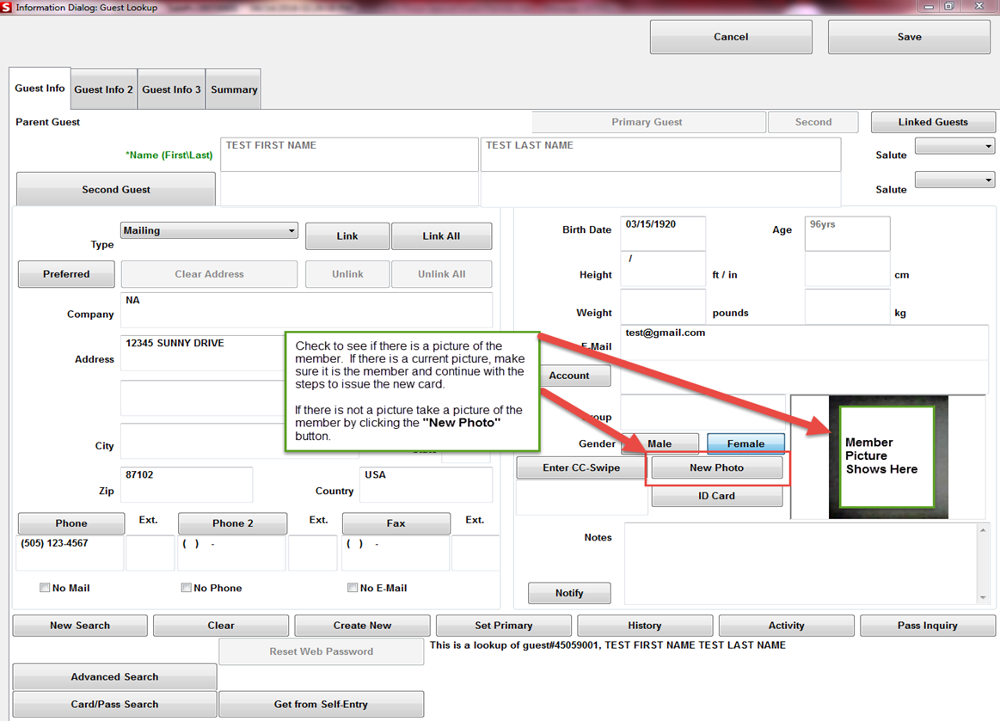 S Information Dialog: Guest Lookup
Cancel Save
Guest Info Guest Info 2 Guest Info 3 Summary
Parent Guest Primary Guest Second Linked Guests
*Name (First\Last) TEST FIRST NAME TEST LAST NAME Salute
Second Guest Salute
Type Mailing Link Link All
Preferred Clear Address Unlink Unlink All
Company NA
Address 12345 SUNNY DRIVE
City
Zip 87102 Country USA
Phone Ext. Phone 2 Ext. Fax Ext.
(505) 123-4567 ( ) - ( ) -
No Mail No Phone No E-Mail
Birth Date 03/15/1920 Age 96yrs
Height / ft / in cm
Weight pounds kg
E-Mail test@gmail.com
Account
Gender Male Female
Enter CC-Swipe New Photo
ID Card
Member
Picture
Shows Here
Notes
Notify
Check to see if there is a picture of the
member. If there is a current picture, make
sure it is the member and continue with the
steps to issue the new card.
If there is not a picture take a picture of the
member by clicking the "New Photo"
button.
New Search Clear Create New Set Primary History Activity Pass Inquiry
Reset Web Password This is a lookup of guest#45059001, TEST FIRST NAME TEST LAST NAME
Advanced Search
Card/Pass Search Get from Self-Entry